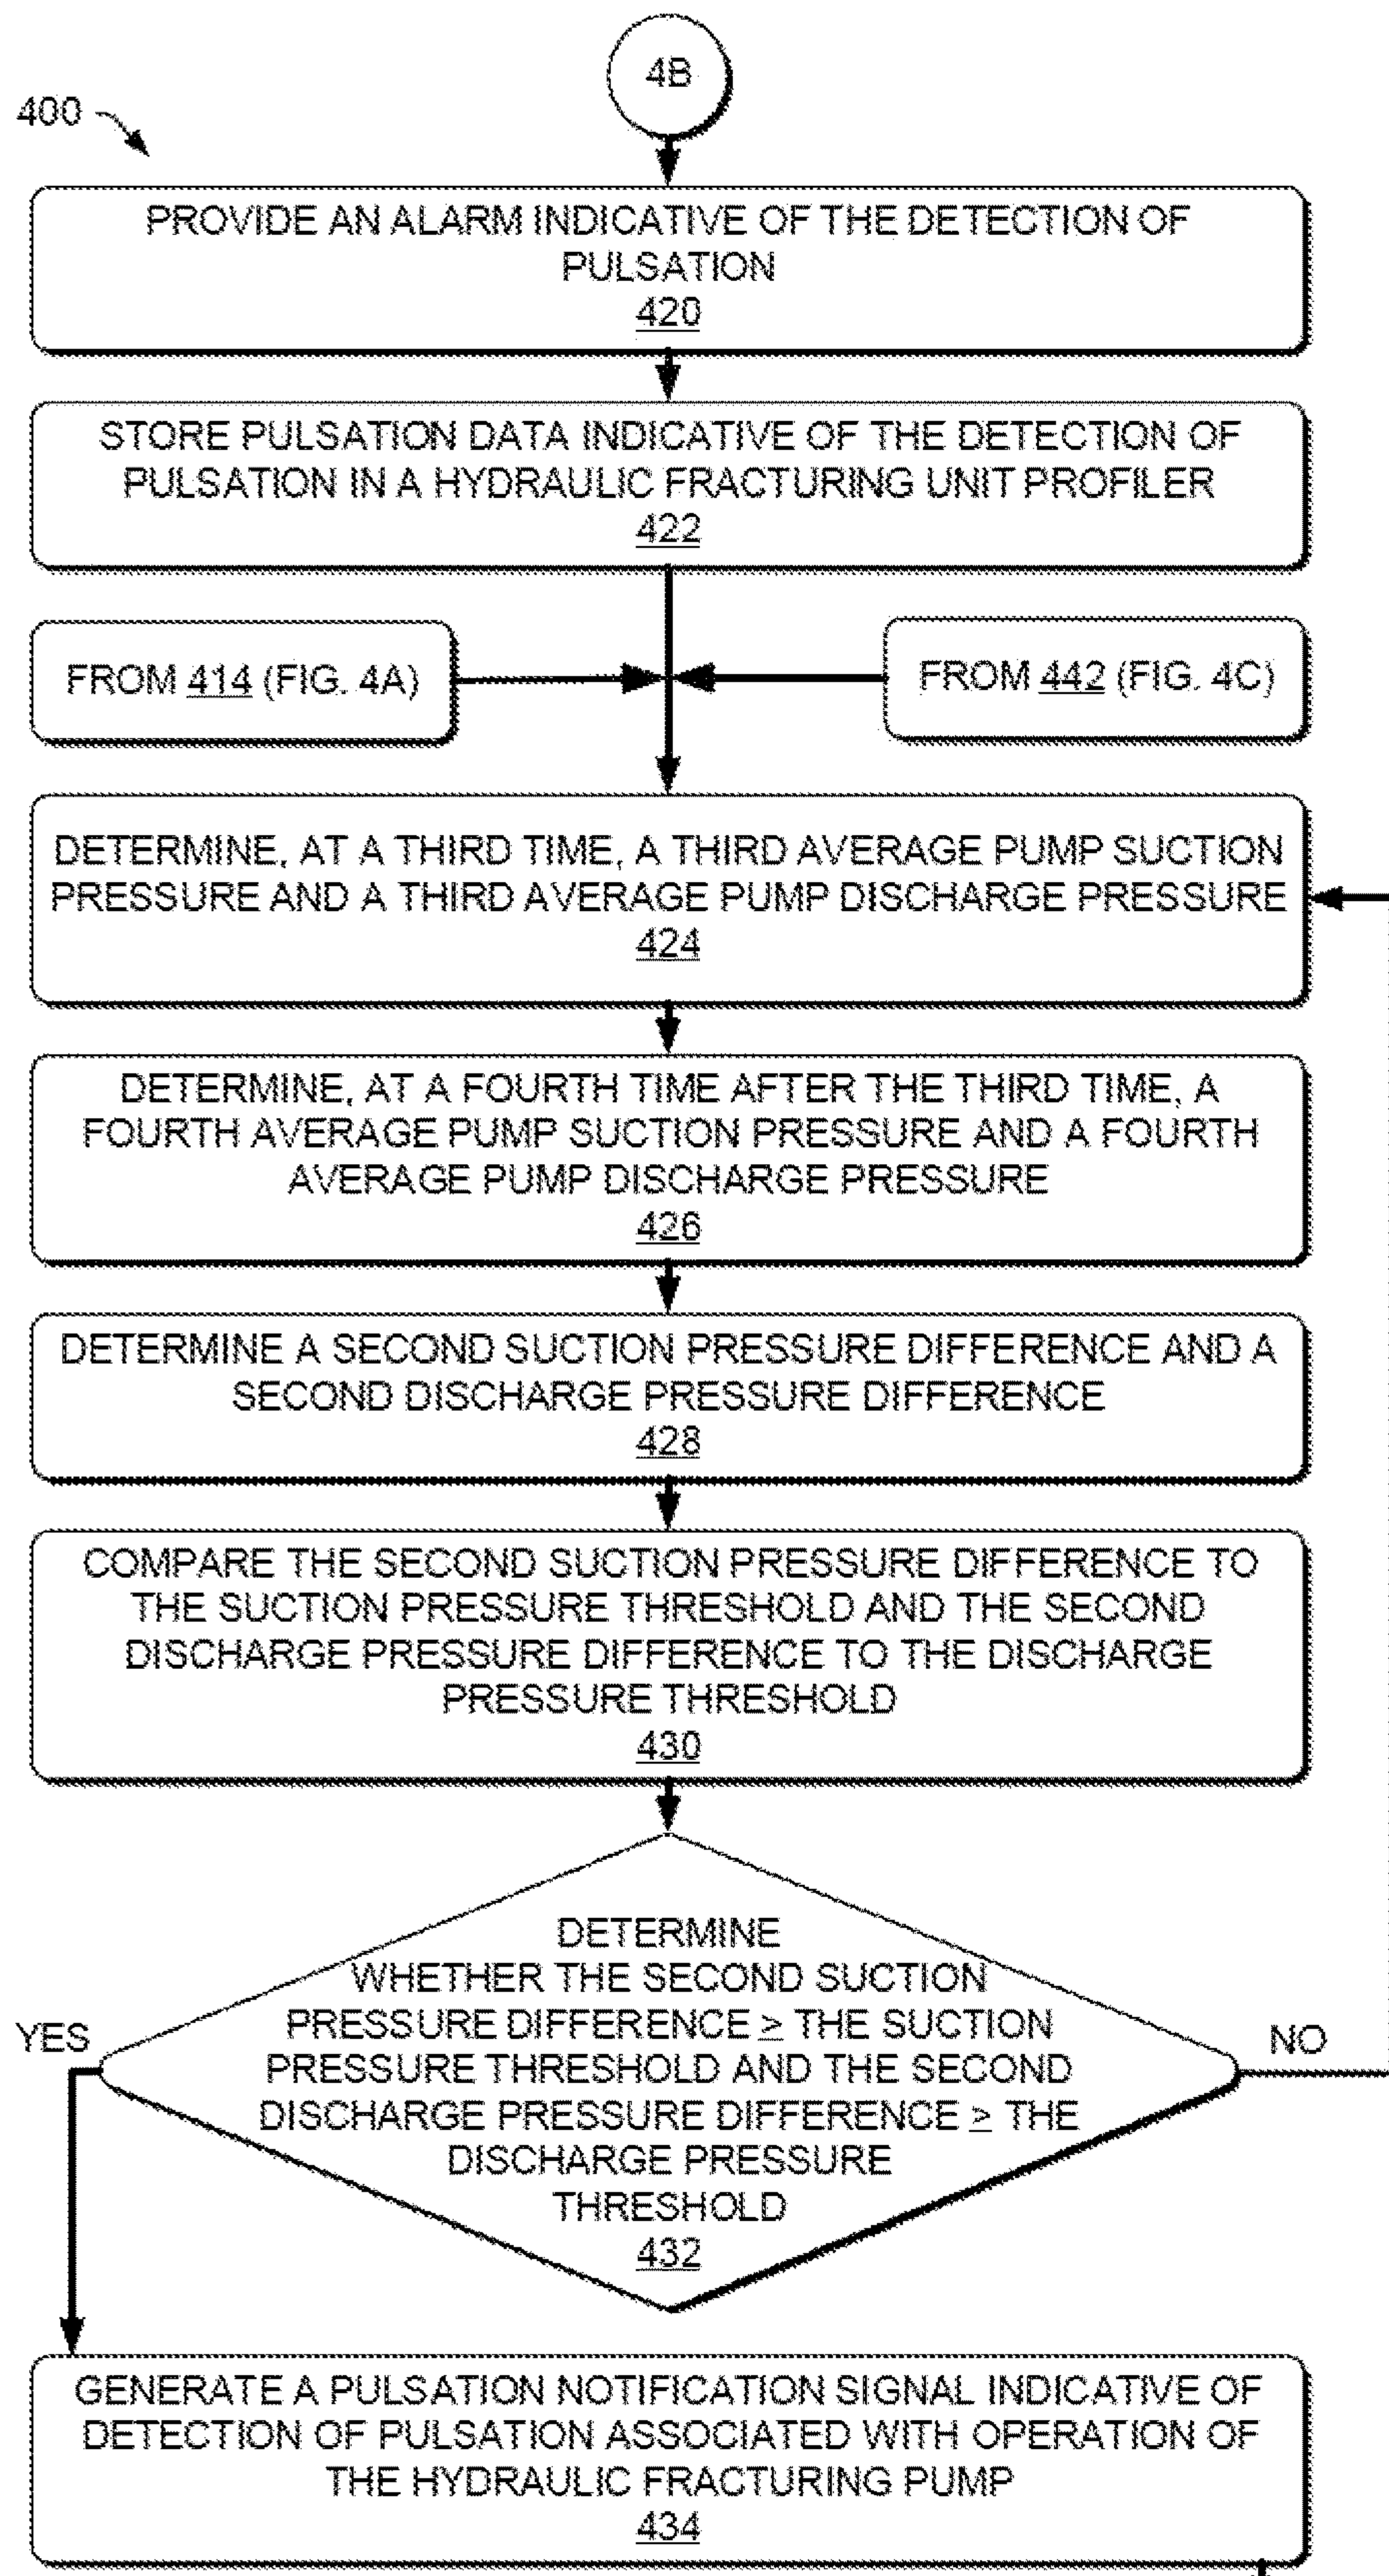 4B
400
PROVIDE AN ALARM INDICATIVE OF THE DETECTION OF
PULSATION
420
STORE PULSATION DATA INDICATIVE OF THE DETECTION OF
PULSATION IN A HYDRAULIC FRACTURING UNIT PROFILER
422
FROM 414 (FIG. 4A)
FROM 442 (FIG. 4C)
DETERMINE, AT A THIRD TIME, A THIRD AVERAGE PUMP SUCTION
PRESSURE AND A THIRD AVERAGE PUMP DISCHARGE PRESSURE
424
DETERMINE, AT A FOURTH TIME AFTER THE THIRD TIME, A
FOURTH AVERAGE PUMP SUCTION PRESSURE AND A FOURTH
AVERAGE PUMP DISCHARGE PRESSURE
426
DETERMINE A SECOND SUCTION PRESSURE DIFFERENCE AND A
SECOND DISCHARGE PRESSURE DIFFERENCE
428
COMPARE THE SECOND SUCTION PRESSURE DIFFERENCE TO
THE SUCTION PRESSURE THRESHOLD AND THE SECOND
DISCHARGE PRESSURE DIFFERENCE TO THE DISCHARGE
PRESSURE THRESHOLD
430
DETERMINE
WHETHER THE SECOND SUCTION
PRESSURE DIFFERENCE ≥ THE SUCTION
PRESSURE THRESHOLD AND THE SECOND
DISCHARGE PRESSURE DIFFERENCE ≥ THE
DISCHARGE PRESSURE
THRESHOLD
432
YES
NO
GENERATE A PULSATION NOTIFICATION SIGNAL INDICATIVE OF
DETECTION OF PULSATION ASSOCIATED WITH OPERATION OF
THE HYDRAULIC FRACTURING PUMP
434